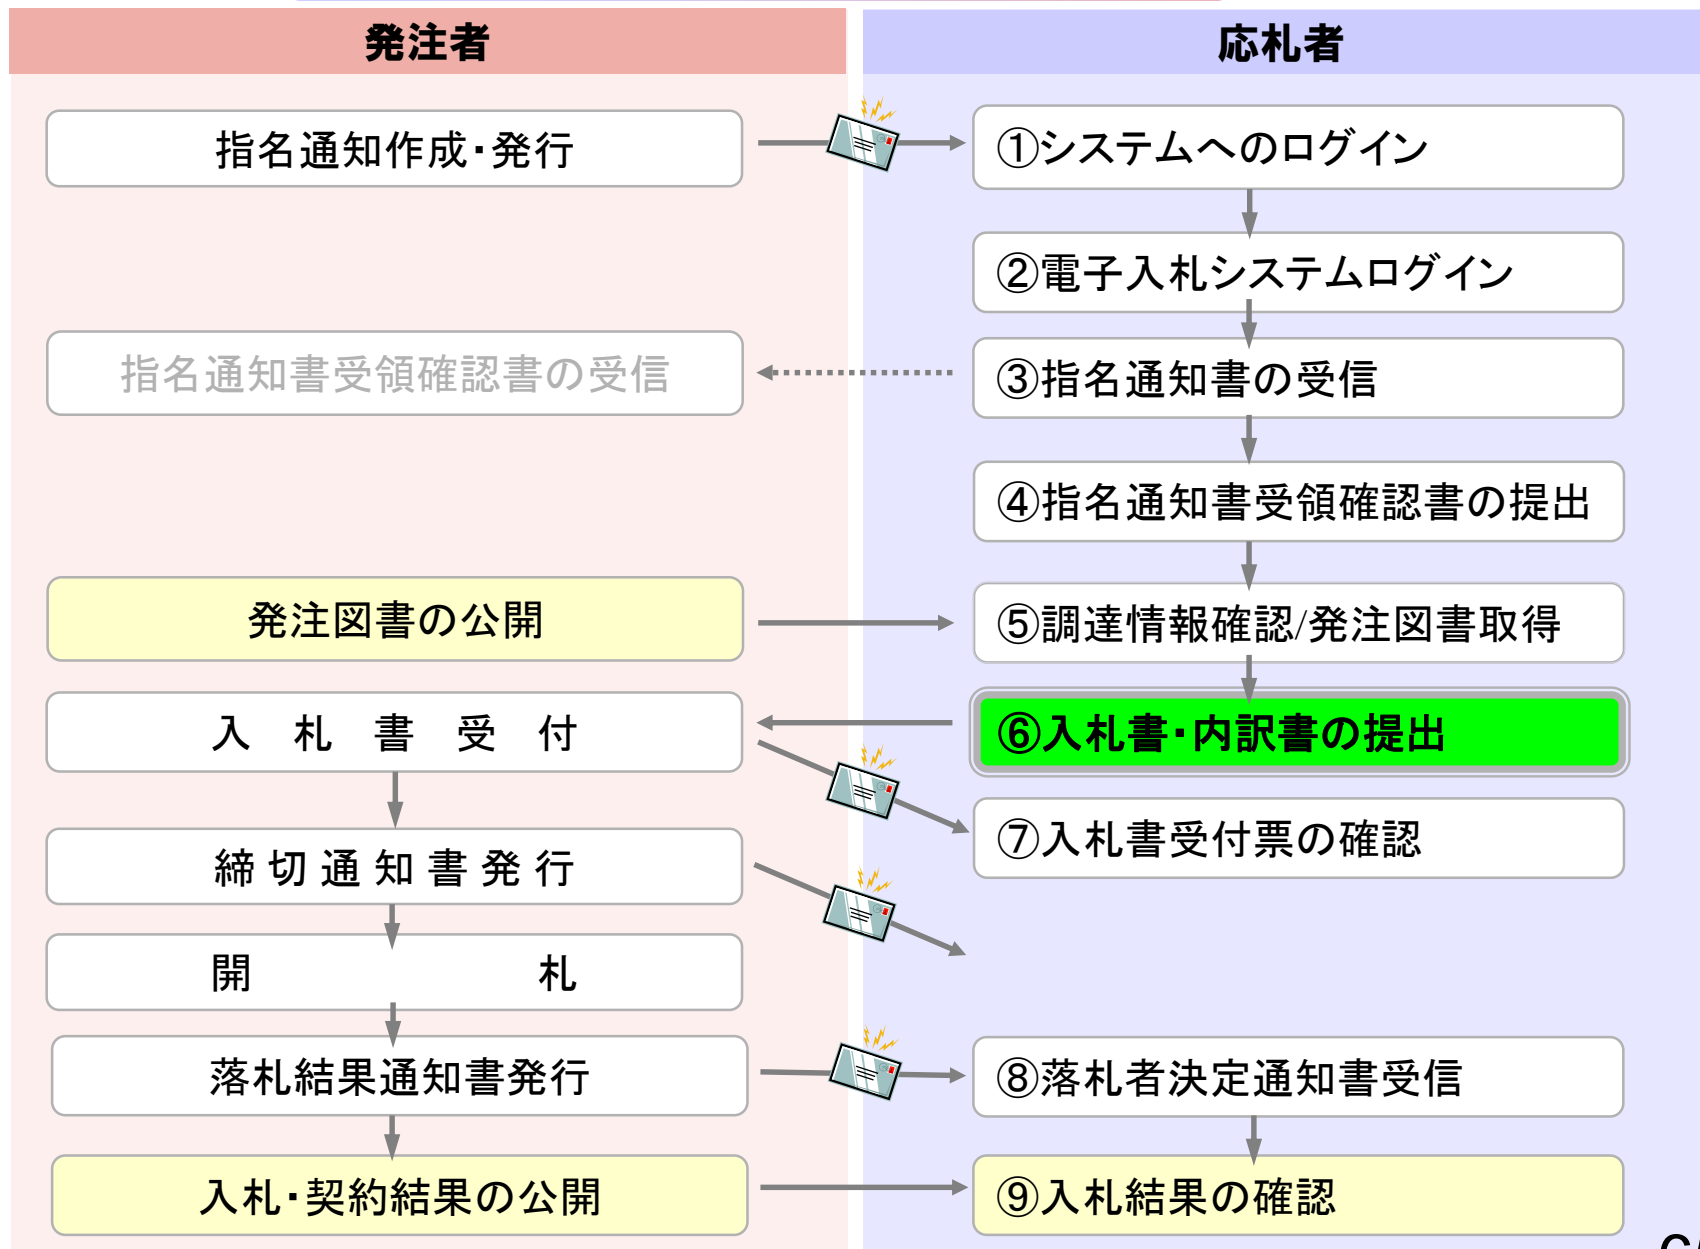 発注者
応札者
指名通知作成・発行
①システムへのログイン
②電子入札システムログイン
指名通知書受領確認書の受信
③指名通知書の受信
④指名通知書受領確認書の提出
発注図書の公開
⑤調達情報確認/発注図書取得
入 札 書 受 付
⑥入札書・内訳書の提出
⑦入札書受付票の確認
締切通知書発行
開 札
落札結果通知書発行
⑧落札者決定通知書受信
入札・契約結果の公開
⑨入札結果の確認